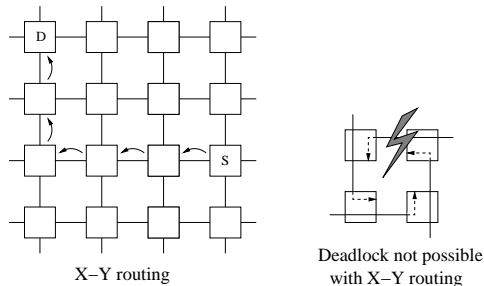 D
S
X–Y routing
Deadlock not possible
with X–Y routing